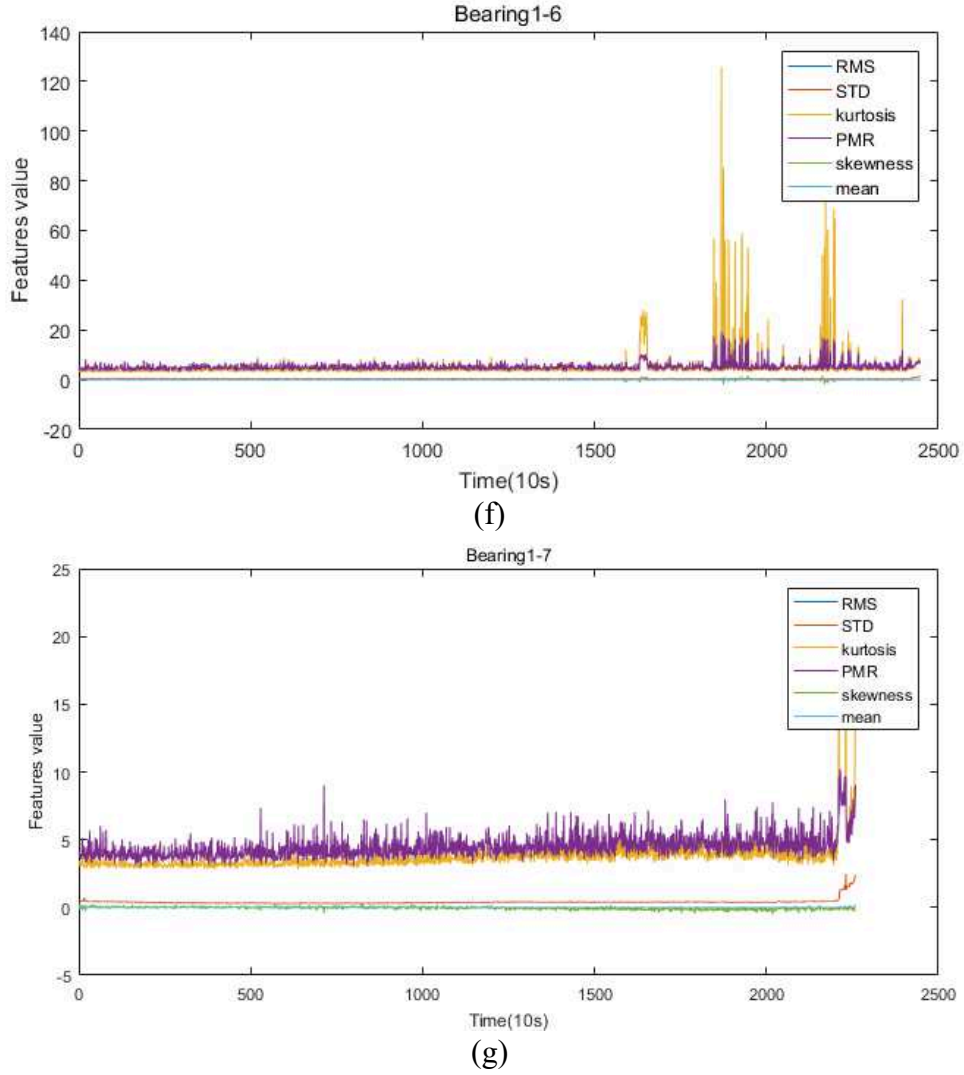 Bearing1-6
140
120
100
80
60
40
20
0
-20
Features value
RMS
STD
kurtosis
PMR
skewness
mean
0 500 1000 1500 2000 2500
Time(10s)
(f)
Bearing1-7
25
20
15
10
5
0
-5
Features value
RMS
STD
kurtosis
PMR
skewness
mean
0 500 1000 1500 2000 2500
Time(10s)
(g)